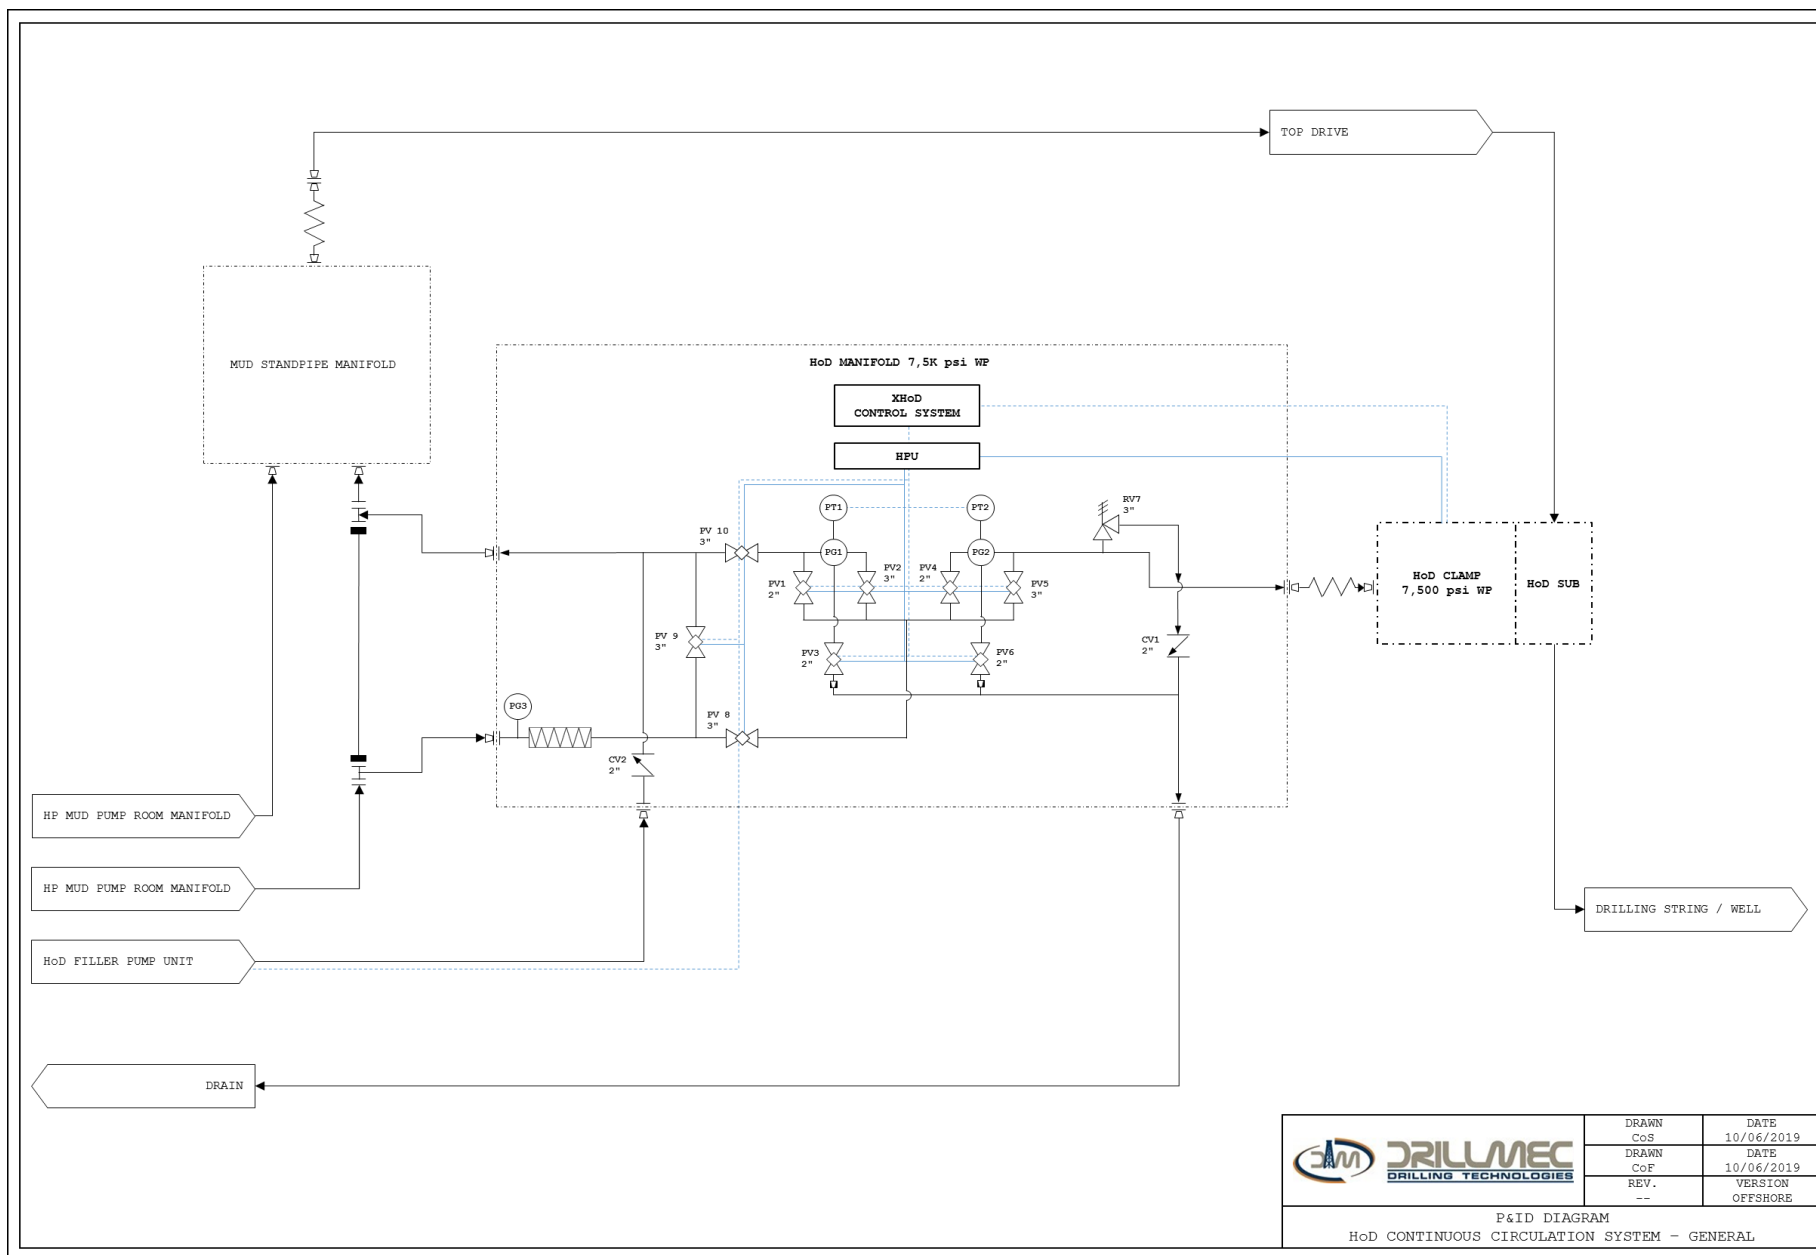 TOP DRIVE
MUD STANDPIPE MANIFOLD
HoD MANIFOLD 7,5K psi WP
XHoD
CONTROL SYSTEM
HPU
PT1
PT2
RV7
3"
PV 10
3"
PG1
PG2
PV1
2"
PV2
3"
PV4
2"
PV5
3"
HoD CLAMP
7,500 psi WP
HoD SUB
PV 9
3"
PV3
2"
PV6
2"
CV1
2"
PG3
PV 8
3"
CV2
2"
HP MUD PUMP ROOM MANIFOLD
HP MUD PUMP ROOM MANIFOLD
DRILLING STRING / WELL
HoD FILLER PUMP UNIT
DRAIN
DRILLMEC
DRILLING TECHNOLOGIES
DRAWN
CoS
DATE
10/06/2019
DRAWN
CoF
DATE
10/06/2019
REV.
--
VERSION
OFFSHORE
P&ID DIAGRAM
HoD CONTINUOUS CIRCULATION SYSTEM - GENERAL